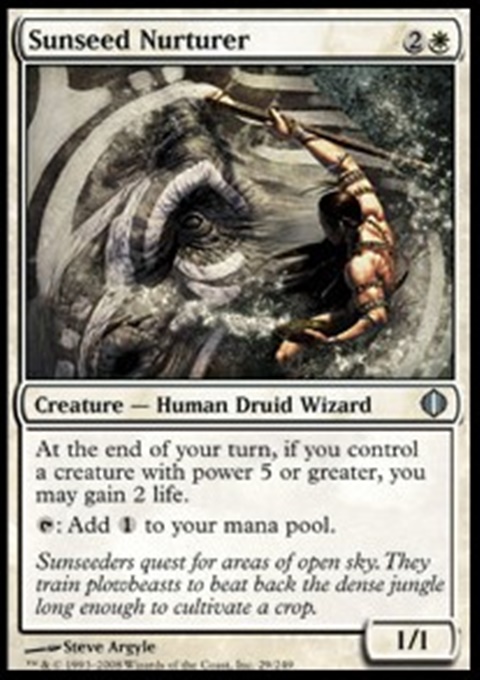 Sunseed Nurturer 2
Creature — Human Druid Wizard
At the end of your turn, if you control
a creature with power 5 or greater, you
may gain 2 life.
: Add 1 to your mana pool.
Sunseeders quest for areas of open sky. They
train plowbeasts to beat back the dense jungle
long enough to cultivate a crop.
1/1
Steve Argyle
™ & © 1993–2008 Wizards of the Coast, Inc. 29/249